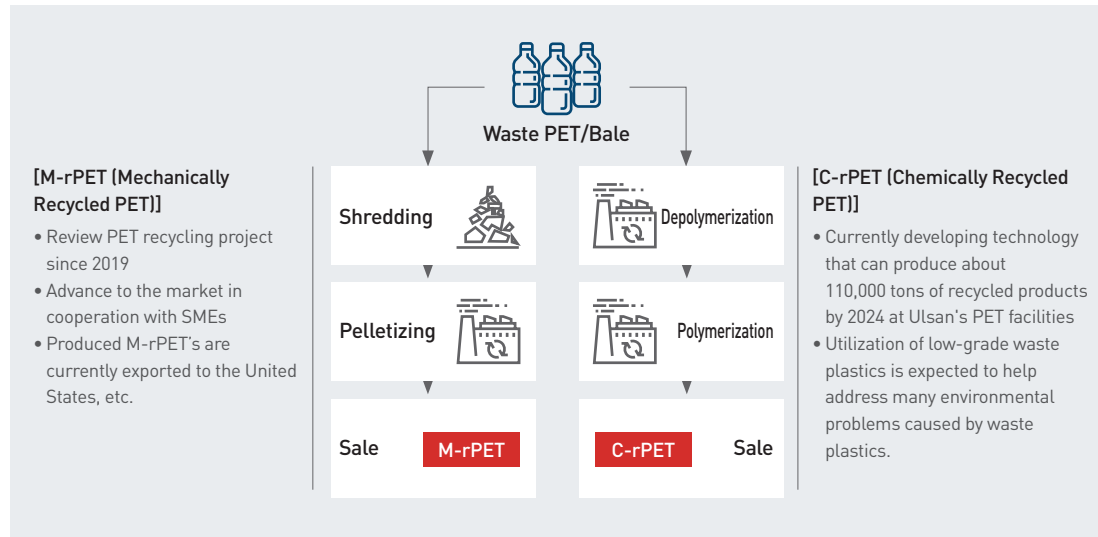 Waste PET/Bale
[M-rPET (Mechanically
Recycled PET)]
• Review PET recycling project
since 2019
• Advance to the market in
cooperation with SMEs
• Produced M-rPET's are
currently exported to the United
States, etc.
Shredding
Pelletizing
Sale
M-rPET
Depolymerization
Polymerization
C-rPET
Sale
[C-rPET (Chemically Recycled
PET)]
• Currently developing technology
that can produce about
110,000 tons of recycled products
by 2024 at Ulsan's PET facilities
• Utilization of low-grade waste
plastics is expected to help
address many environmental
problems caused by waste
plastics.